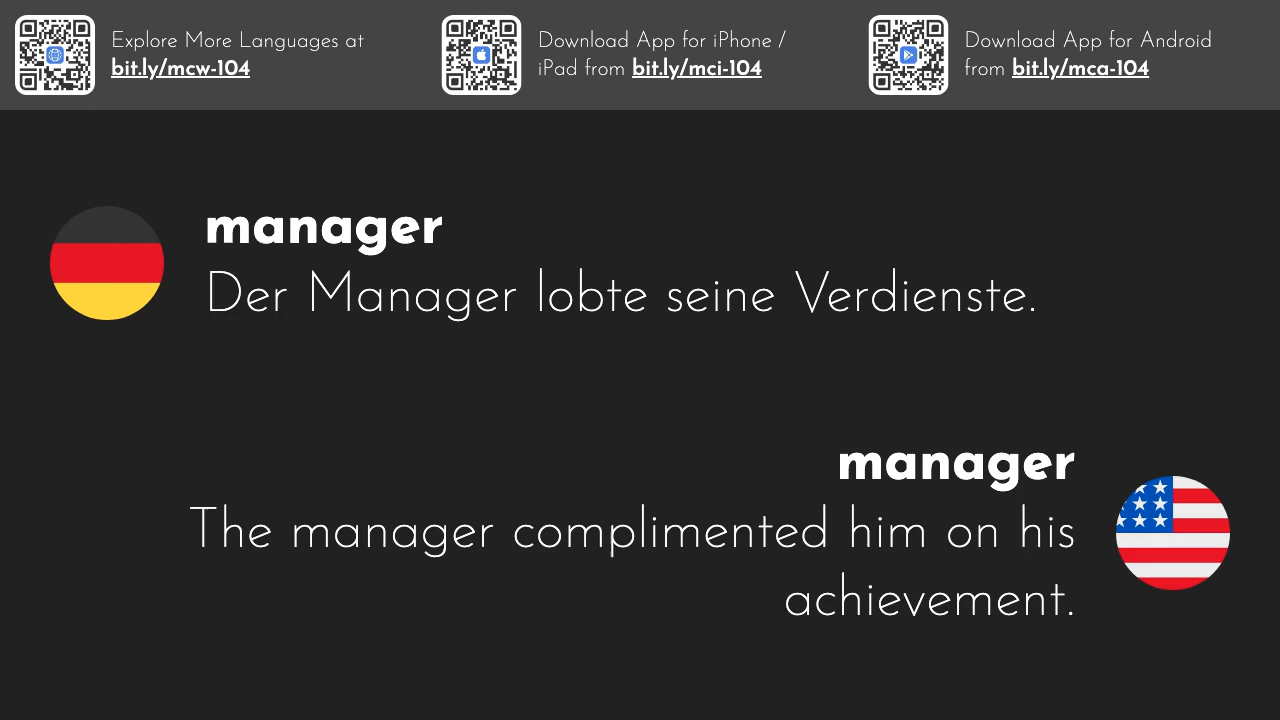 Explore More Languages at
bit.ly/mcw-104
Download App for iPhone /
iPad from bit.ly/mci-104
Download App for Android
from bit.ly/mca-104
manager
Der Manager lobte seine Verdienste.
manager
The manager complimented him on his
achievement.